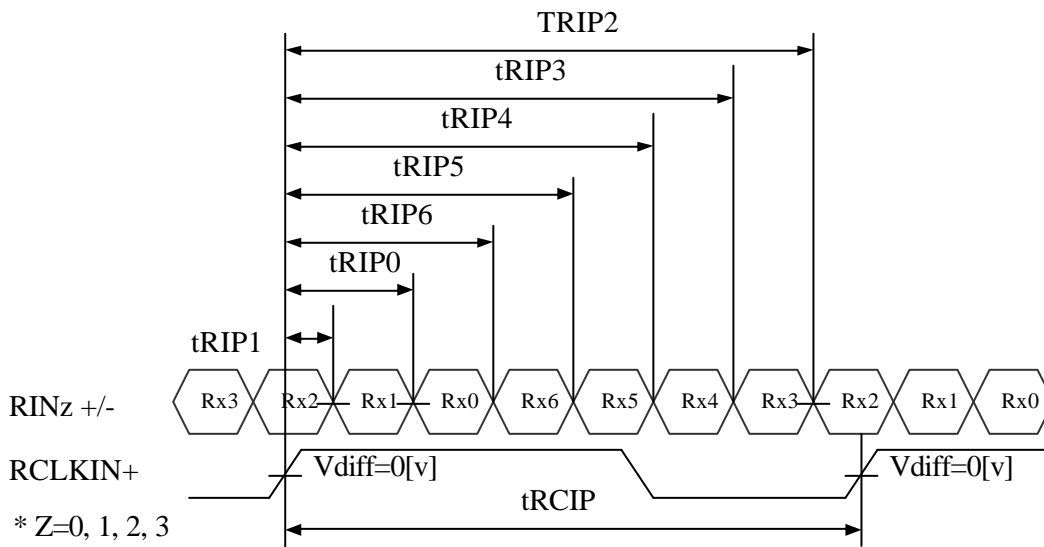 TRIP2
tRIP3
tRIP4
tRIP5
tRIP6
tRIP0
tRIP1
RINz +/- Rx3 Rx2 Rx1 Rx0 Rx6 Rx5 Rx4 Rx3 Rx2 Rx1 Rx0
RCLKIN+ Vdiff=0[v] Vdiff=0[v]
tRCIP
* Z=0, 1, 2, 3